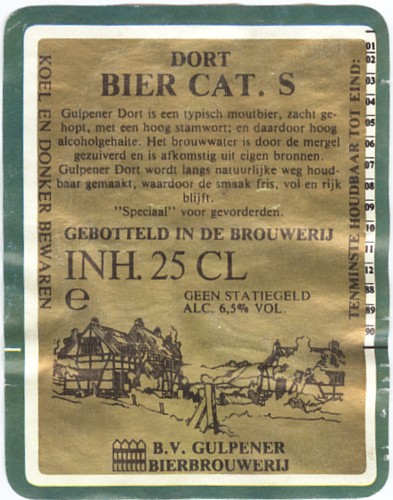 DORT
BIER CAT. S
Gulpener Dort is een typisch moutbier, zacht ge-
hopt, met een hoog stamwort; en daardoor hoog
alcoholgehalte. Het brouwwater is door de mergel
gezuiverd en is afkomstig uit eigen bronnen.
Gulpener Dort wordt langs natuurlijke weg houd-
baar gemaakt, waardoor de smaak fris, vol en rijk
blijft.
"Speciaal" voor gevorderden.
GEBOTTELD IN DE BROUWERIJ
INH. 25 CL
e
GEEN STATIEGELD
ALC. 6,5% VOL.
B.V. GULPENER
BIERBROUWERIJ
KOEL EN DONKER BEWAREN
TENMINSTE HOUDBAAR TOT EIND:
01
02
03
04
05
06
07
08
09
10
11
12
88
89
90